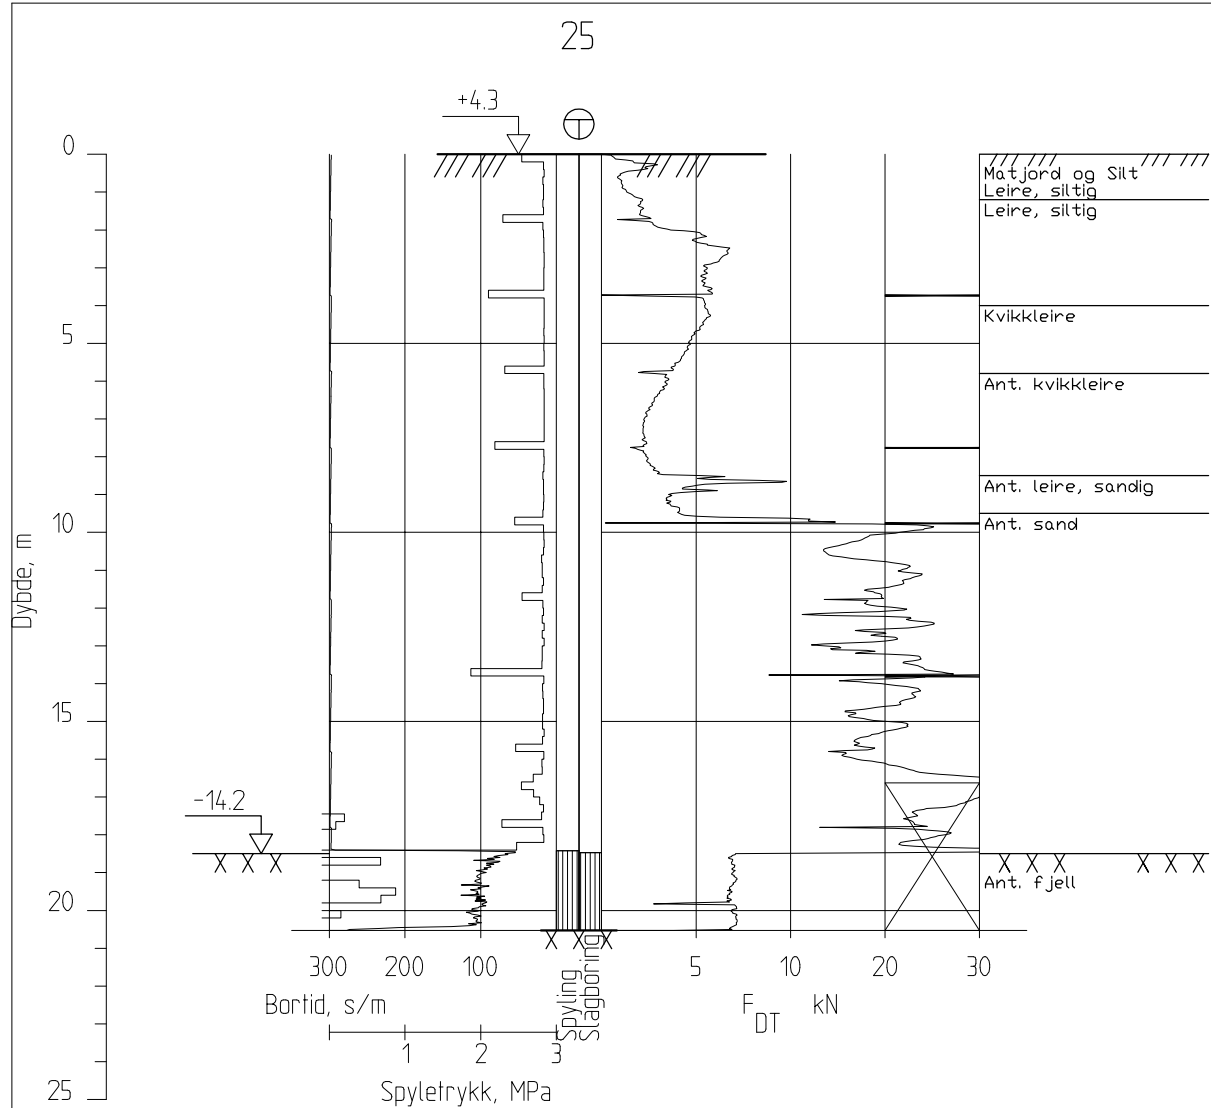 25
+4.3
0
Matjord og Silt
Leire, siltig
Leire, siltig
Kvikkleire
5
Ant. kvikkleire
Ant. leire, sandig
10
Ant. sand
Dybde, m
15
-14.2
Ant. fjell
20
300 200 100
5 10 20 30
Spyling
Slagboring
Bortid, s/m
F DT kN
1 2 3
Spyletrykk, MPa
25